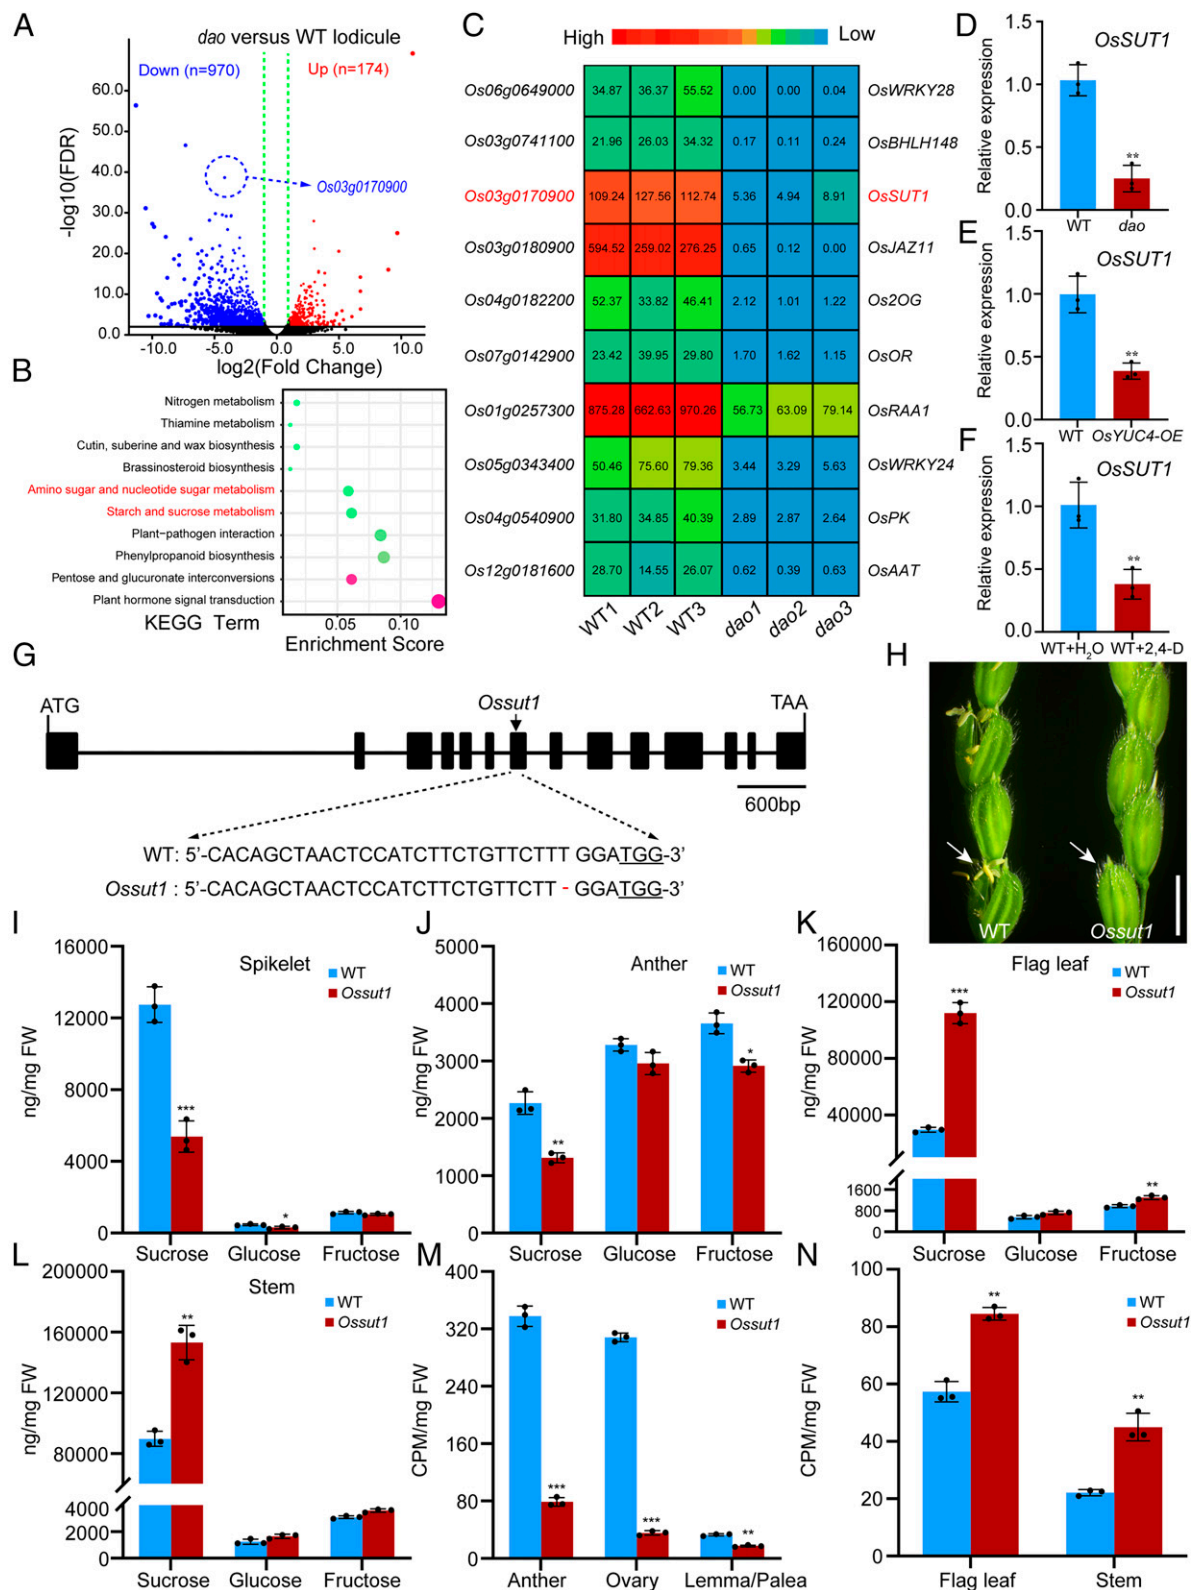 A
dao versus WT lodicule
Down (n=970)
Up (n=174)
Os03g0170900
-log10(FDR)
60.0
50.0
40.0
30.0
20.0
10.0
0.0
-10.0 -5.0 0.0 5.0 10.0
log2(Fold Change)
B
Nitrogen metabolism
Thiamine metabolism
Cutin, suberine and wax biosynthesis
Brassinosteroid biosynthesis
Amino sugar and nucleotide sugar metabolism
Starch and sucrose metabolism
Plant−pathogen interaction
Phenylpropanoid biosynthesis
Pentose and glucuronate interconversions
Plant hormone signal transduction
KEGG Term
0.05 0.10
Enrichment Score
C
High Low
Os06g0649000 34.87 36.37 55.52 0.00 0.00 0.04 OsWRKY28
Os03g0741100 21.96 26.03 34.32 0.17 0.11 0.24 OsBHLH148
Os03g0170900 109.24 127.56 112.74 5.36 4.94 8.91 OsSUT1
Os03g0180900 594.52 259.02 276.25 0.65 0.12 0.00 OsJAZ11
Os04g0182200 52.37 33.82 46.41 2.12 1.01 1.22 Os2OG
Os07g0142900 23.42 39.95 29.80 1.70 1.62 1.15 OsOR
Os01g0257300 875.28 662.63 970.26 56.73 63.09 79.14 OsRAA1
Os05g0343400 50.46 75.60 79.36 3.44 3.29 5.63 OsWRKY24
Os04g0540900 31.80 34.85 40.39 2.89 2.87 2.64 OsPK
Os12g0181600 28.70 14.55 26.07 0.62 0.39 0.63 OsAAT
WT1 WT2 WT3 dao1 dao2 dao3
D
OsSUT1
Relative expression
1.5
1.0
0.5
0.0
**
WT dao
E
OsSUT1
Relative expression
1.5
1.0
0.5
0.0
**
WT OsYUC4-OE
F
OsSUT1
Relative expression
1.5
1.0
0.5
0.0
**
WT+H2O WT+2,4-D
G
ATG
Ossut1
TAA
600bp
WT: 5'-CACAGCTAACTCCATCTTCTGTTCTTT GGATGG-3'
Ossut1 : 5'-CACAGCTAACTCCATCTTCTGTTCTT - GGATGG-3'
H
WT Ossut1
I
Spikelet
WT
Ossut1
ng/mg FW
16000
12000
8000
4000
0
***
*
Sucrose Glucose Fructose
J
Anther
WT
Ossut1
ng/mg FW
5000
4000
3000
2000
1000
0
**
*
Sucrose Glucose Fructose
K
Flag leaf
WT
Ossut1
ng/mg FW
160000
120000
80000
40000
1600
800
0
***
**
Sucrose Glucose Fructose
L
Stem
WT
Ossut1
ng/mg FW
200000
160000
120000
80000
4000
2000
0
**
Sucrose Glucose Fructose
M
WT
Ossut1
CPM/mg FW
400
320
240
160
80
0
***
***
**
Anther Ovary Lemma/Palea
N
WT
Ossut1
CPM/mg FW
100
80
60
40
20
0
**
**
Flag leaf Stem